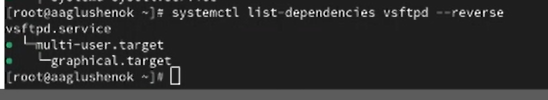 [root@aaglushenok ~]# systemctl list-dependencies vsftpd --reverse
vsftpd.service
● └─multi-user.target
●   └─graphical.target
[root@aaglushenok ~]#